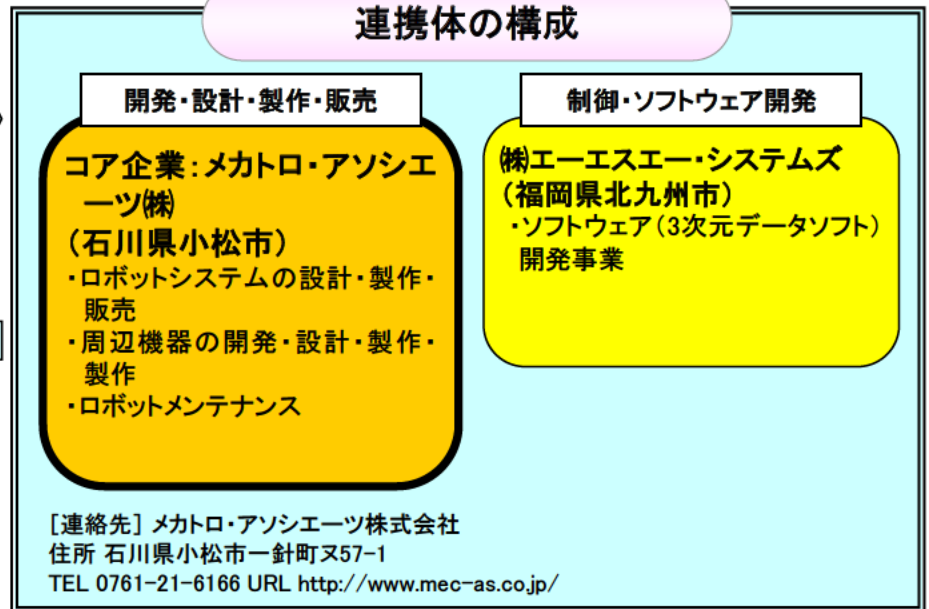 連携体の構成
開発・設計・製作・販売
コア企業：メカトロ・アソシエ
ーツ㈱
（石川県小松市）
・ロボットシステムの設計・製作・
販売
・周辺機器の開発・設計・製作・
製作
・ロボットメンテナンス
制御・ソフトウェア開発
㈱エーエスエー・システムズ
（福岡県北九州市）
・ソフトウェア（3次元データソフト）
開発事業
［連絡先］ メカトロ・アソシエーツ株式会社
住所 石川県小松市一針町ヌ57-1
TEL 0761-21-6166 URL http://www.mec-as.co.jp/